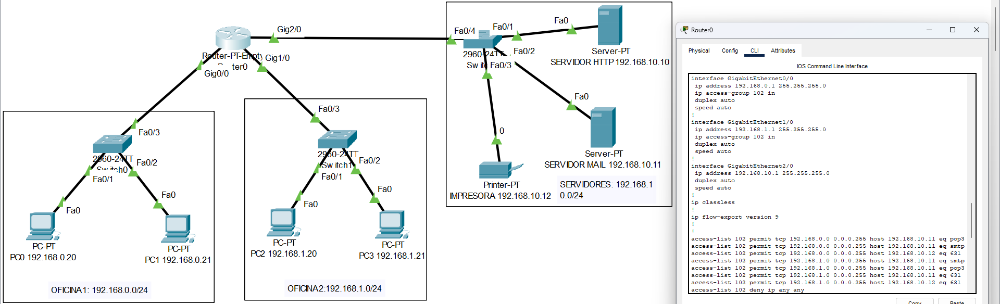 Gig2/0
Router-PT-Empty
Gig1/0
Gig0/0
Fa0/4
Fa0/1
Fa0
Server-PT
SERVIDOR HTTP 192.168.10.10
2960-24TT
Fa0/2
Fa0/3
0
Fa0
Server-PT
SERVIDOR MAIL 192.168.10.11
Printer-PT
IMPRESORA 192.168.10.12
SERVIDORES: 192.168.1
0.0/24
Fa0/3
2960-24TT
Switch0
Fa0/2
Fa0/1
Fa0
Fa0
PC-PT
PC0 192.168.0.20
PC-PT
PC1 192.168.0.21
OFICINA1: 192.168.0.0/24
Fa0/3
2960-24TT
Switch1
Fa0/2
Fa0/1
Fa0
Fa0
PC-PT
PC2 192.168.1.20
PC-PT
PC3 192.168.1.21
OFICINA2:192.168.1.0/24
Router0
Physical Config CLI Attributes
IOS Command Line Interface
interface GigabitEthernet0/0
ip address 192.168.0.1 255.255.255.0
ip access-group 102 in
duplex auto
speed auto
!
interface GigabitEthernet1/0
ip address 192.168.1.1 255.255.255.0
ip access-group 102 in
duplex auto
speed auto
!
interface GigabitEthernet2/0
ip address 192.168.10.1 255.255.255.0
duplex auto
speed auto
!
ip classless
!
ip flow-export version 9
!
!
access-list 102 permit tcp 192.168.0.0 0.0.0.255 host 192.168.10.11 eq pop3
access-list 102 permit tcp 192.168.0.0 0.0.0.255 host 192.168.10.11 eq smtp
access-list 102 permit tcp 192.168.0.0 0.0.0.255 host 192.168.10.12 eq 631
access-list 102 permit tcp 192.168.1.0 0.0.0.255 host 192.168.10.11 eq smtp
access-list 102 permit tcp 192.168.1.0 0.0.0.255 host 192.168.10.11 eq pop3
access-list 102 permit tcp 192.168.1.0 0.0.0.255 host 192.168.10.11 eq 631
access-list 102 permit tcp 192.168.1.0 0.0.0.255 host 192.168.10.12 eq 631
access-list 102 deny ip any any
Copy Paste